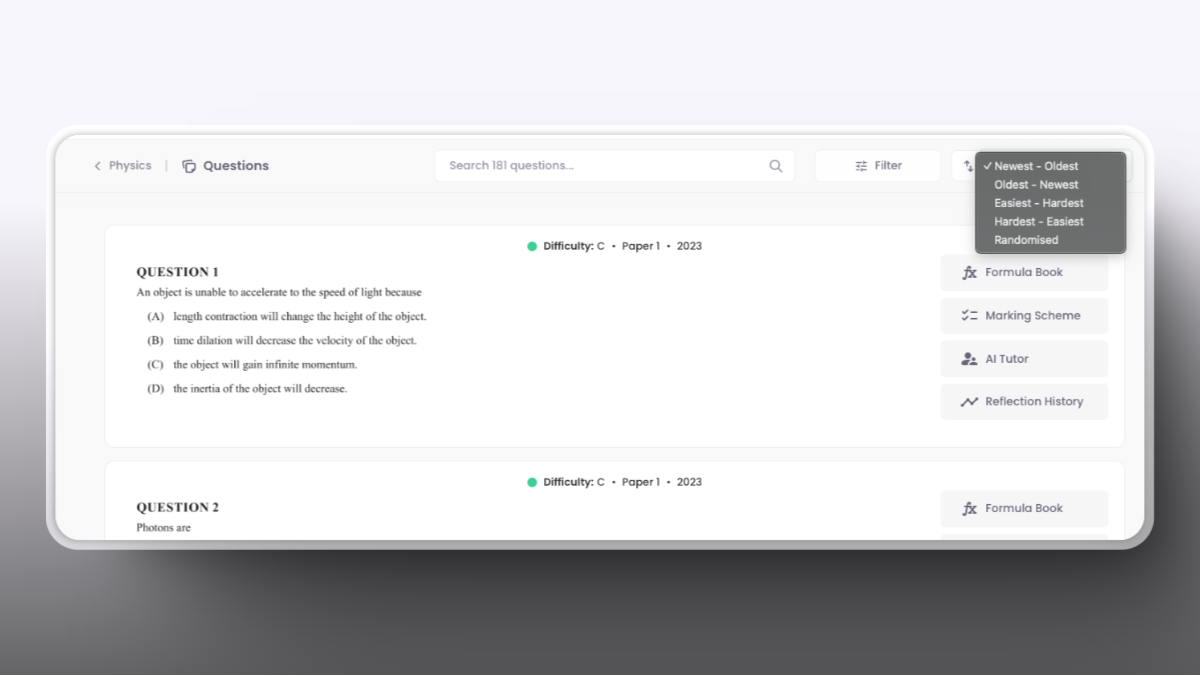 Physics | Questions
Search 181 questions...
Filter
✓ Newest - Oldest
Oldest - Newest
Easiest - Hardest
Hardest - Easiest
Randomised
Difficulty: C • Paper 1 • 2023
QUESTION 1
An object is unable to accelerate to the speed of light because
(A) length contraction will change the height of the object.
(B) time dilation will decrease the velocity of the object.
(C) the object will gain infinite momentum.
(D) the inertia of the object will decrease.
Formula Book
Marking Scheme
AI Tutor
Reflection History
Difficulty: C • Paper 1 • 2023
QUESTION 2
Photons are
Formula Book